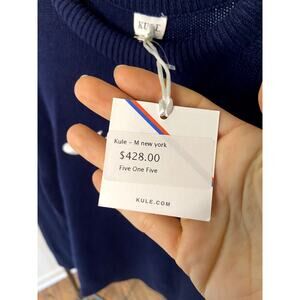 KULE
Kule – M new york
$428.00
Five One Five
KULE.COM